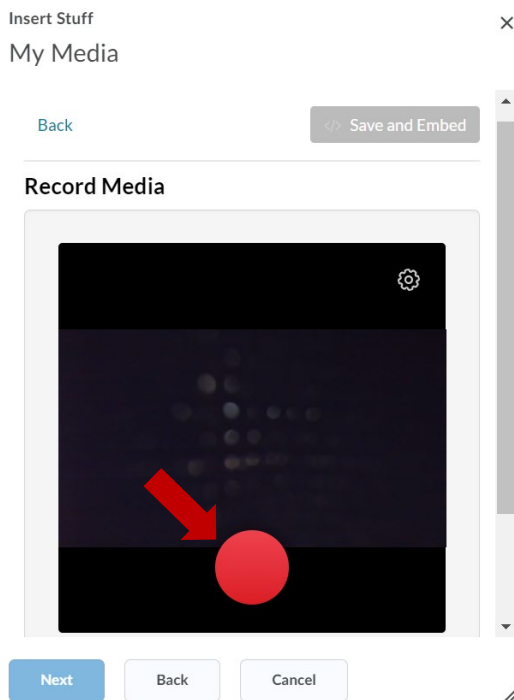 Insert Stuff
My Media
Back
</> Save and Embed
Record Media
Next
Back
Cancel